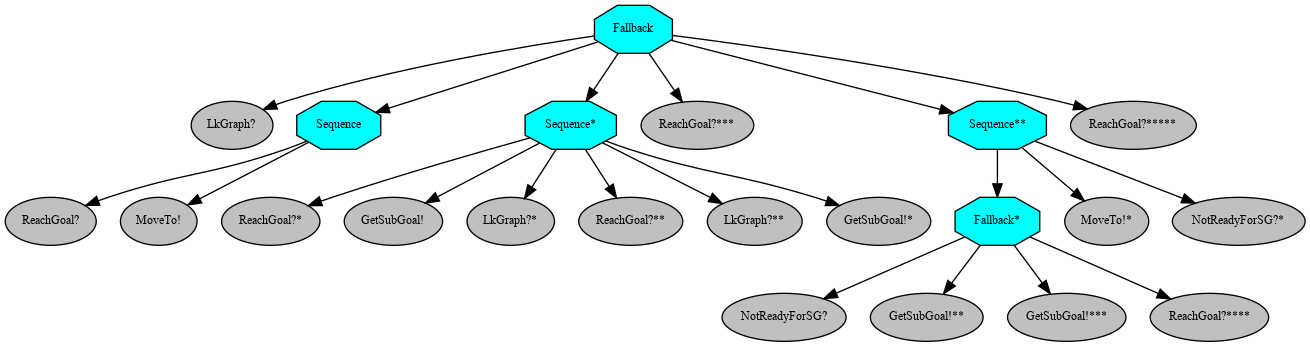 Fallback
LkGraph?
Sequence
Sequence*
ReachGoal?***
Sequence**
ReachGoal?*****
ReachGoal?
MoveTo!
ReachGoal?*
GetSubGoal!
LkGraph?*
ReachGoal?**
LkGraph?**
GetSubGoal!*
Fallback*
MoveTo!*
NotReadyForSG?*
NotReadyForSG?
GetSubGoal!**
GetSubGoal!***
ReachGoal?****